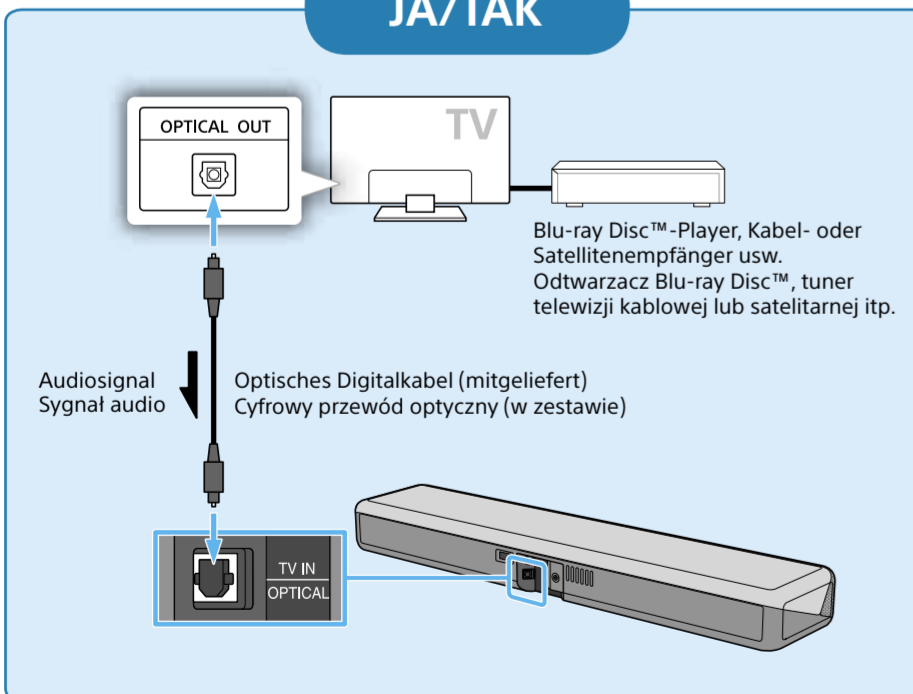 JA/TAK
OPTICAL OUT
TV
Blu-ray Disc™-Player, Kabel- oder
Satellitenempfänger usw.
Odtwarzacz Blu-ray Disc™, tuner
telewizji kablowej lub satelitarnej itp.
Audiosignal
Sygnał audio
Optisches Digitalkabel (mitgeliefert)
Cyfrowy przewód optyczny (w zestawie)
TV IN
OPTICAL